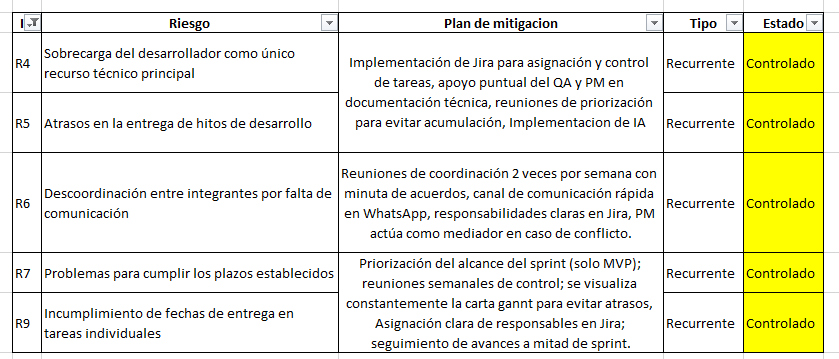 I Riesgo Plan de mitigacion Tipo Estado
R4 Sobrecarga del desarrollador como único
recurso técnico principal
Recurrente Controlado
Implementación de Jira para asignación y control
de tareas, apoyo puntual del QA y PM en
documentación técnica, reuniones de priorización
para evitar acumulación, Implementacion de IA
R5 Atrasos en la entrega de hitos de desarrollo
Recurrente Controlado
R6 Descoordinación entre integrantes por falta de
comunicación
Reuniones de coordinación 2 veces por semana con
minuta de acuerdos, canal de comunicación rápida
en WhatsApp, responsabilidades claras en Jira, PM
actúa como mediador en caso de conflicto.
Recurrente Controlado
R7 Problemas para cumplir los plazos establecidos
Recurrente Controlado
Priorización del alcance del sprint (solo MVP);
reuniones semanales de control; se visualiza
constantemente la carta gannt para evitar atrasos,
Asignación clara de responsables en Jira;
seguimiento de avances a mitad de sprint.
R9 Incumplimiento de fechas de entrega en
tareas individuales
Recurrente Controlado